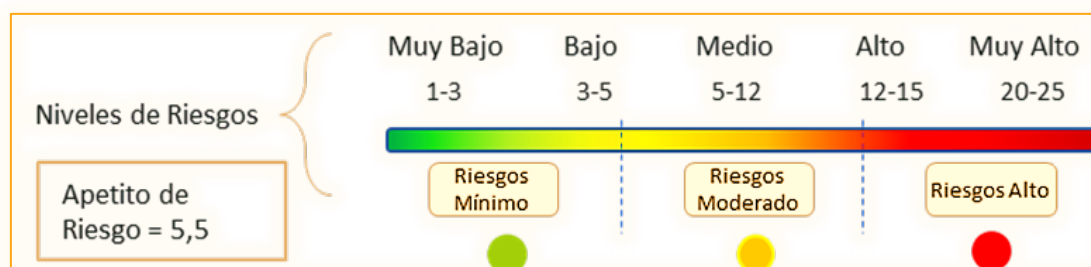 Muy Bajo Bajo Medio Alto Muy Alto
1-3 3-5 5-12 12-15 20-25
Niveles de Riesgos
Apetito de
Riesgo = 5,5
Riesgos
Mínimo
Riesgos
Moderado
Riesgos Alto